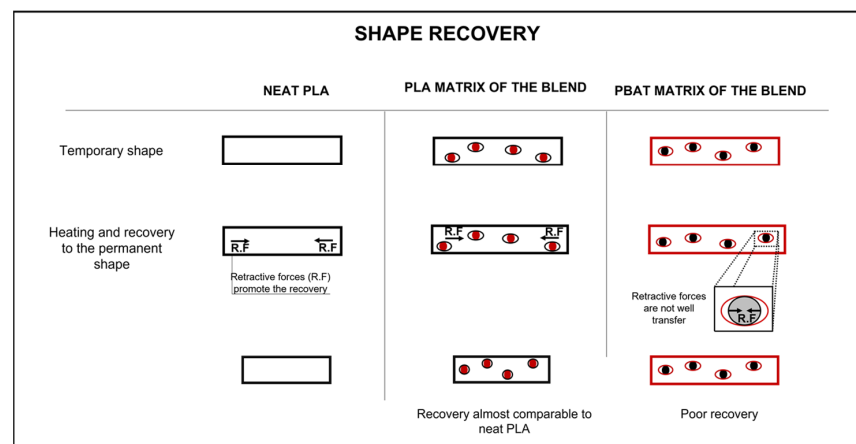 SHAPE RECOVERY
NEAT PLA
PLA MATRIX OF THE BLEND
PBAT MATRIX OF THE BLEND
Temporary shape
Heating and recovery
to the permanent
shape
R.F
R.F
R.F
R.F
Retractive forces (R.F)
promote the recovery
Retractive forces
are not well
transfer
R.F
Recovery almost comparable to
neat PLA
Poor recovery